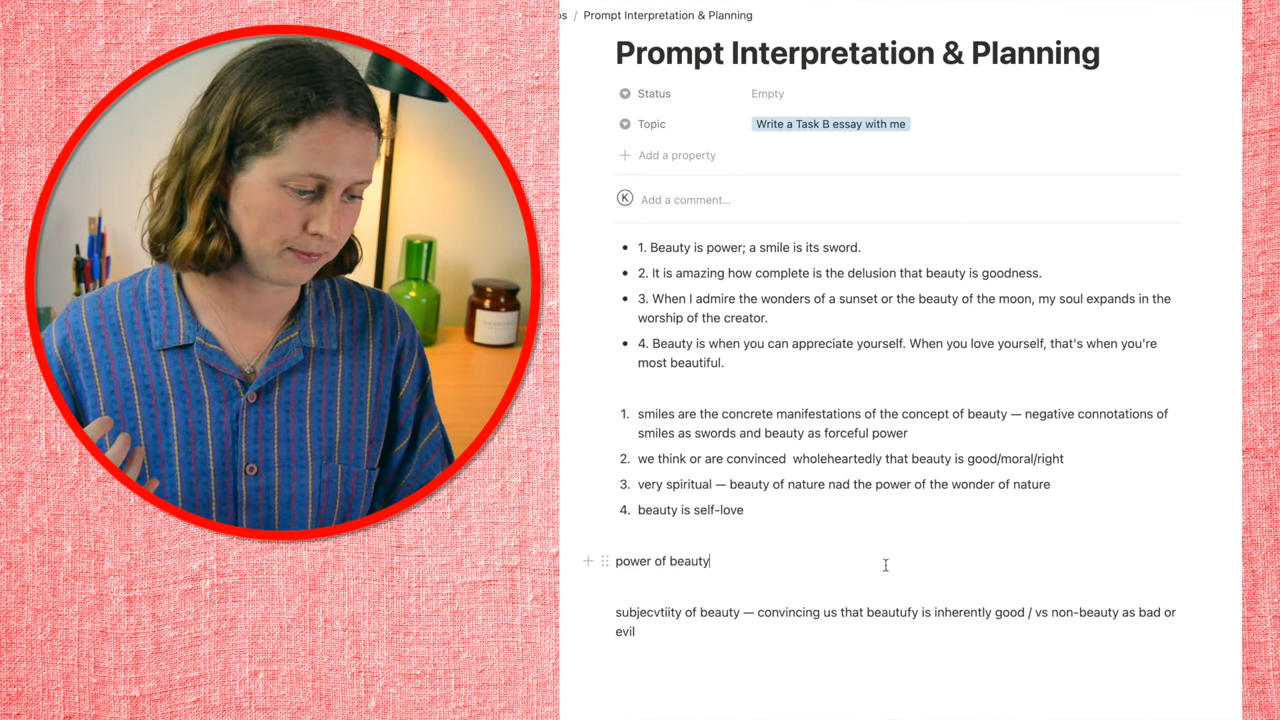 os / Prompt Interpretation & Planning
Prompt Interpretation & Planning
Status Empty
Topic Write a Task B essay with me
Add a property
K Add a comment...
• 1. Beauty is power; a smile is its sword.
• 2. It is amazing how complete is the delusion that beauty is goodness.
• 3. When I admire the wonders of a sunset or the beauty of the moon, my soul expands in the
worship of the creator.
• 4. Beauty is when you can appreciate yourself. When you love yourself, that's when you're
most beautiful.
1. smiles are the concrete manifestations of the concept of beauty — negative connotations of
smiles as swords and beauty as forceful power
2. we think or are convinced  wholeheartedly that beauty is good/moral/right
3. very spiritual — beauty of nature nad the power of the wonder of nature
4. beauty is self-love
power of beauty
subjecvtiity of beauty — convincing us that beautufy is inherently good / vs non-beauty as bad or
evil